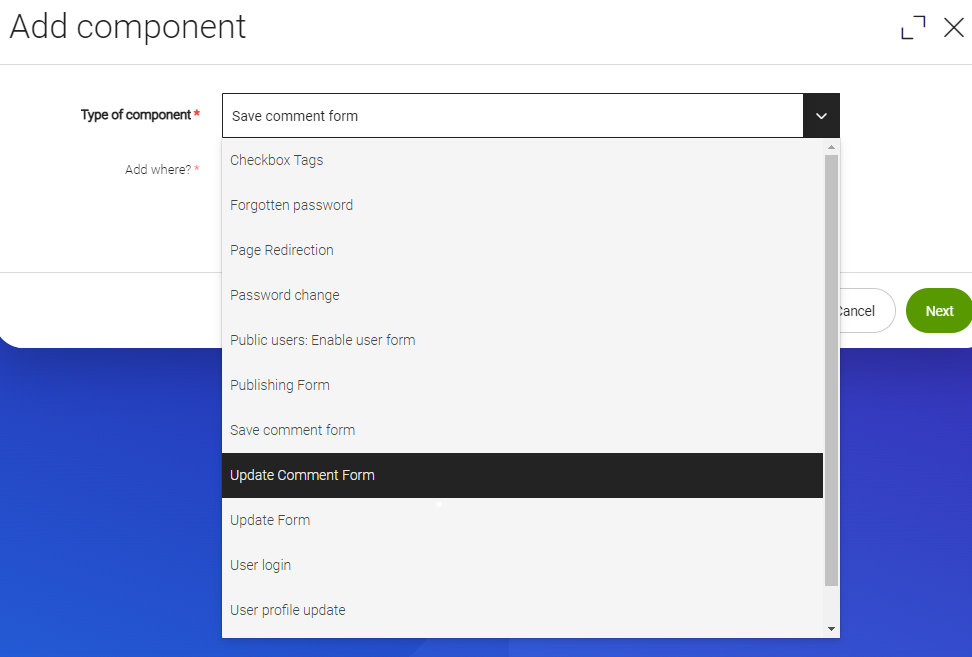 Add component
Type of component *
Save comment form
Add where? *
Checkbox Tags
Forgotten password
Page Redirection
Password change
Public users: Enable user form
Publishing Form
Save comment form
Update Comment Form
Update Form
User login
User profile update
Cancel
Next